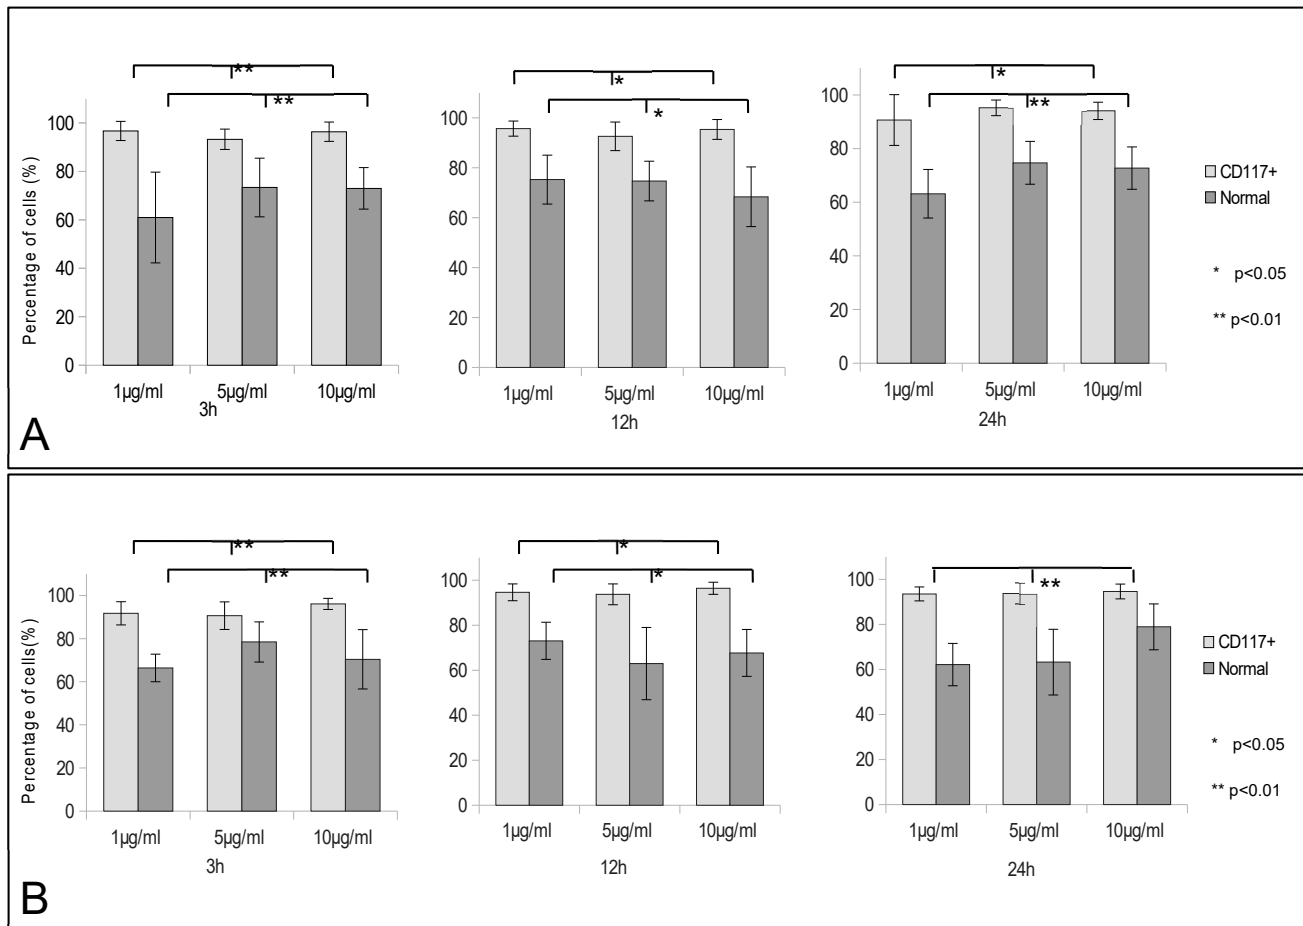 **
**
Percentage of cells (%)
100
80
60
40
20
0
1µg/ml 5µg/ml 10µg/ml
3h
*
*
100
80
60
40
20
0
1µg/ml 5µg/ml 10µg/ml
12h
*
**
100
80
60
40
20
0
1µg/ml 5µg/ml 10µg/ml
24h
CD117+
Normal
* p<0.05
** p<0.01
A
**
**
Percentage of cells(%)
100
80
60
40
20
0
1µg/ml 5µg/ml 10µg/ml
3h
*
*
100
80
60
40
20
0
1µg/ml 5µg/ml 10µg/ml
12h
**
100
80
60
40
20
0
1µg/ml 5µg/ml 10µg/ml
24h
CD117+
Normal
* p<0.05
** p<0.01
B